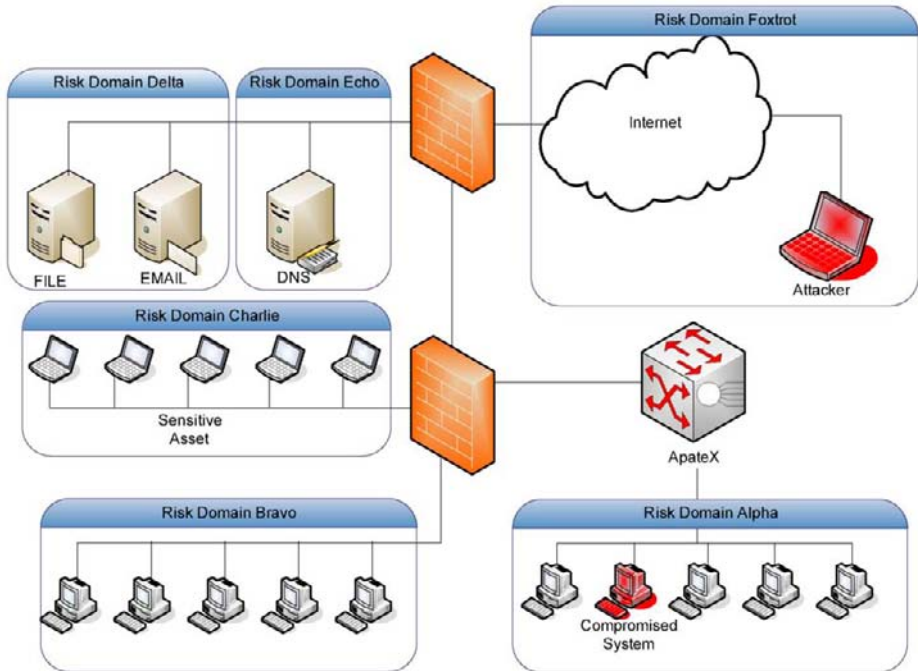 Risk Domain Foxtrot
Risk Domain Delta
Risk Domain Echo
Internet
FILE
EMAIL
DNS
Attacker
Risk Domain Charlie
Sensitive
Asset
ApateX
Risk Domain Bravo
Risk Domain Alpha
Compromised
System